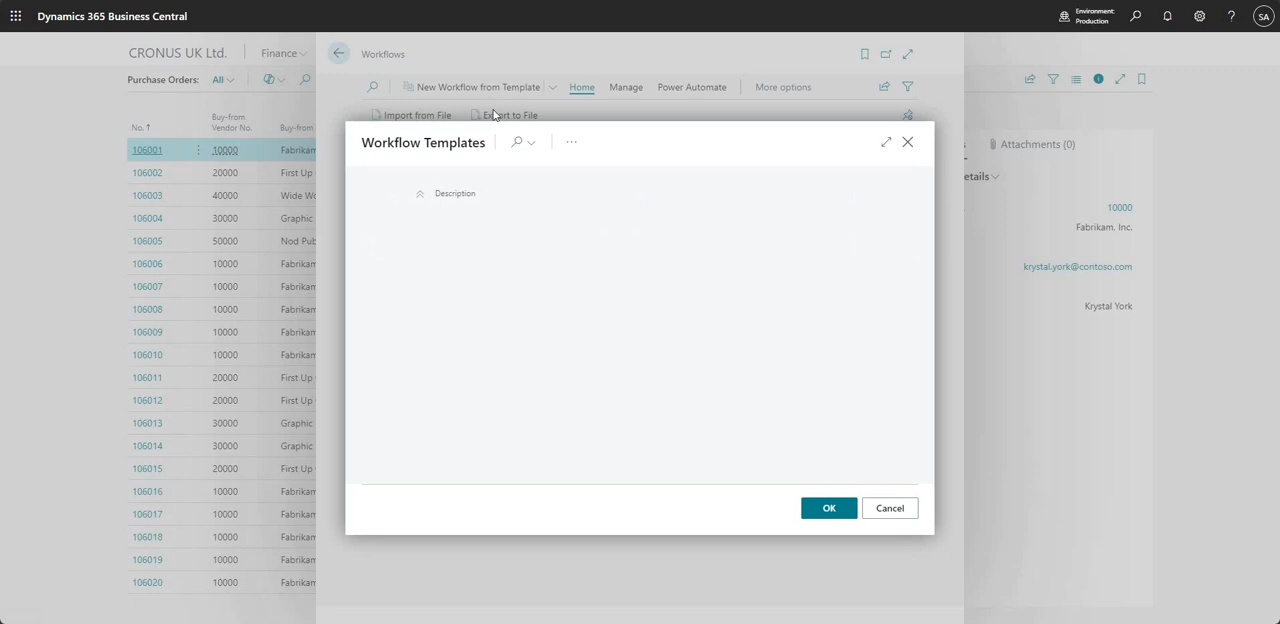 Dynamics 365 Business Central
Environment:
Production
SA
CRONUS UK Ltd.
Finance
Workflows
Purchase Orders:
All
New Workflow from Template
Home
Manage
Power Automate
More options
Import from File
Export to File
No. ↑
Buy-from
Vendor No.
Buy-from
Workflow Templates
Attachments (0)
Description
etails
106001 10000 Fabrikam
106002 20000 First Up
106003 40000 Wide Wo
106004 30000 Graphic
106005 50000 Nod Pub
106006 10000 Fabrikam
106007 10000 Fabrikam
106008 10000 Fabrikam
106009 10000 Fabrikam
106010 10000 Fabrikam
106011 20000 First Up
106012 20000 First Up
106013 30000 Graphic
106014 30000 Graphic
106015 20000 First Up
106016 10000 Fabrikam
106017 10000 Fabrikam
106018 10000 Fabrikam
106019 10000 Fabrikam
106020 10000 Fabrikam
10000
Fabrikam, Inc.
krystal.york@contoso.com
Krystal York
OK
Cancel